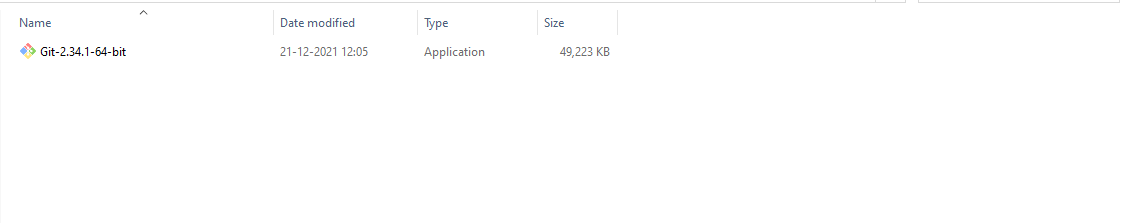 Name Date modified Type Size
Git-2.34.1-64-bit 21-12-2021 12:05 Application 49,223 KB